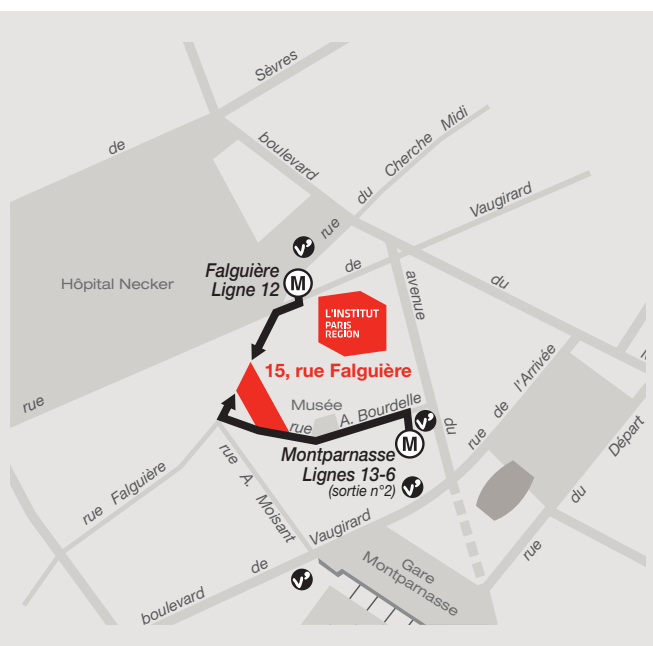 Sèvres
de
boulevard
Cherche Midi
du
rue
Vaugirard
de
Hôpital Necker
Falguière
Ligne 12
M
avenue
du
L'INSTITUT
PARIS
REGION
15, rue Falguière
rue
Musée
A. Bourdelle
rue
rue de l'Arrivée
du
M
Montparnasse
Lignes 13-6
(sortie n°2)
Départ
du
rue
rue Falguière
rue A. Moisant
Vaugirard
de
boulevard
Gare
Montparnasse